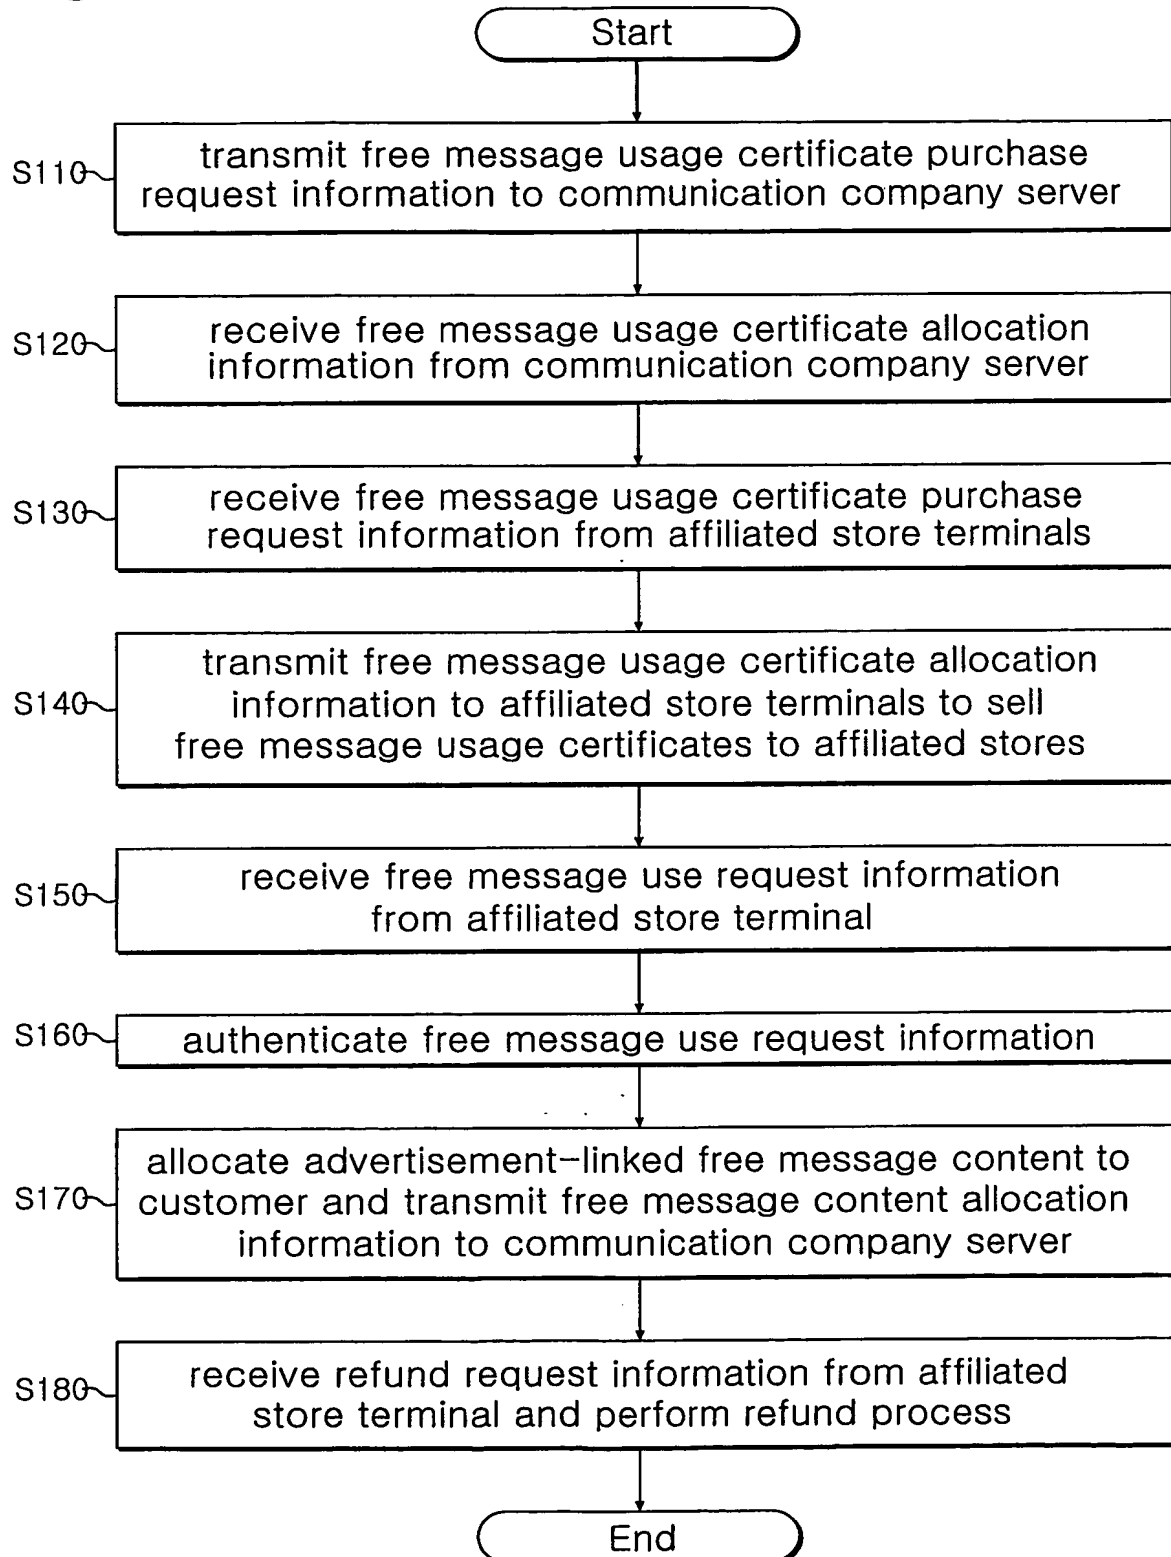 Start
S110
transmit free message usage certificate purchase
request information to communication company server
S120
receive free message usage certificate allocation
information from communication company server
S130
receive free message usage certificate purchase
request information from affiliated store terminals
S140
transmit free message usage certificate allocation
information to affiliated store terminals to sell
free message usage certificates to affiliated stores
S150
receive free message use request information
from affiliated store terminal
S160
authenticate free message use request information
S170
allocate advertisement-linked free message content to
customer and transmit free message content allocation
information to communication company server
S180
receive refund request information from affiliated
store terminal and perform refund process
End